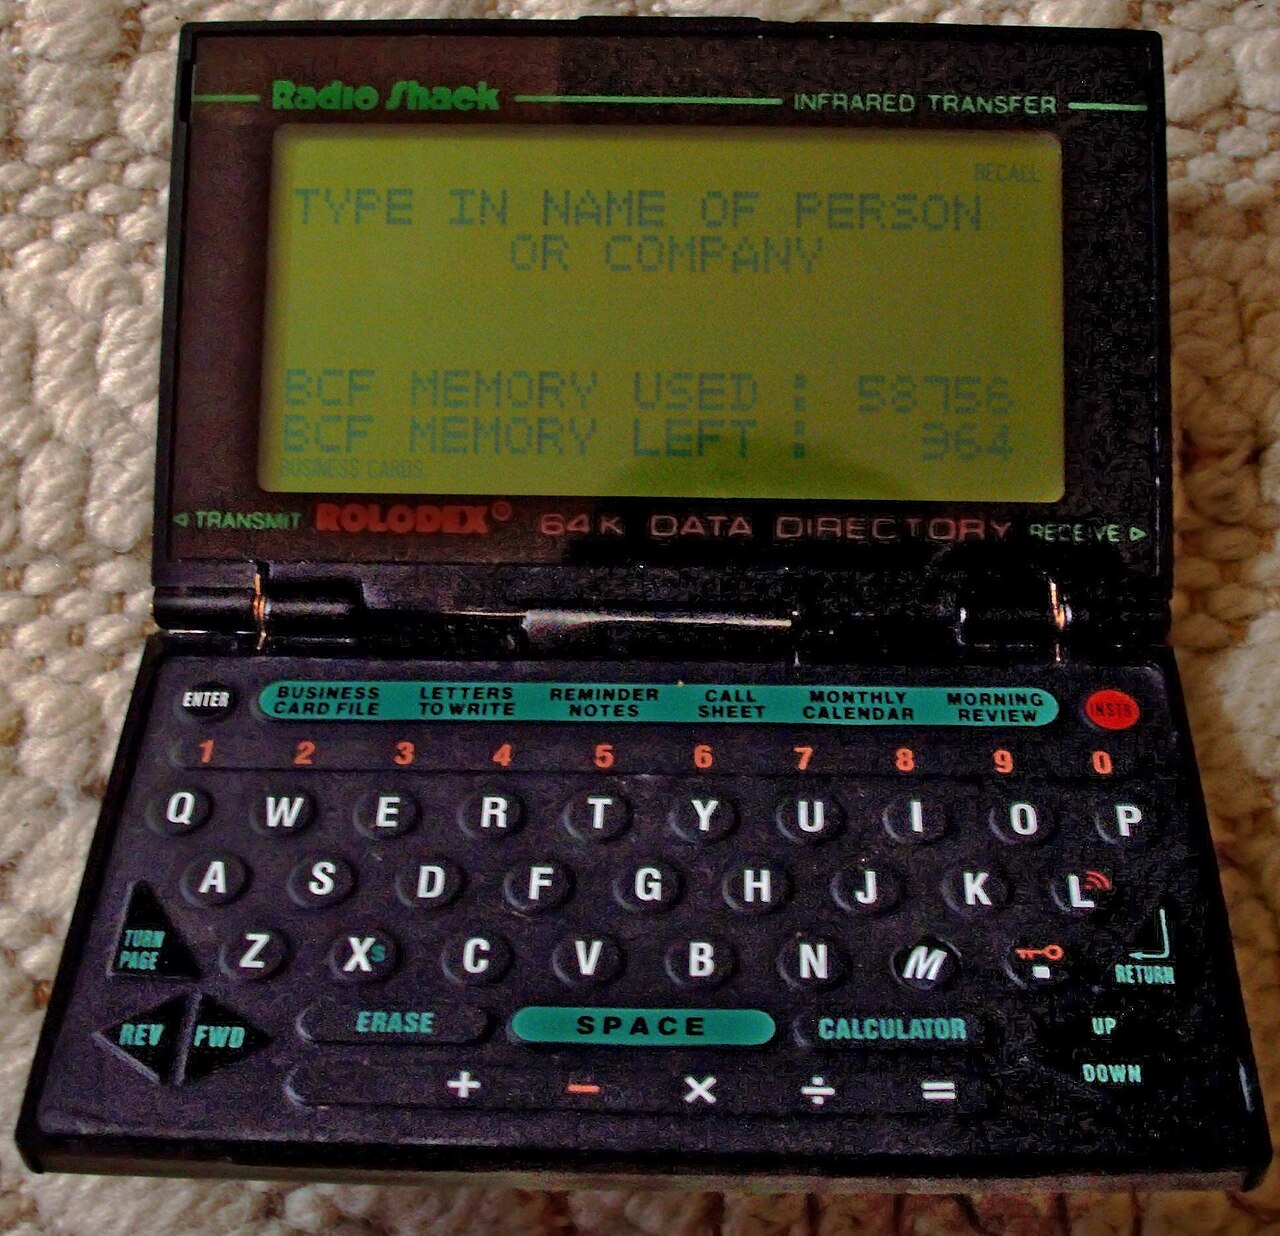 Radio Shack INFRARED TRANSFER
RECALL
TYPE IN NAME OF PERSON
OR COMPANY
BCF MEMORY USED : 58756
BCF MEMORY LEFT : 364
BUSINESS CARDS
◁ TRANSMIT ROLODEX® 64K DATA DIRECTORY RECEIVE ▷
ENTER
BUSINESS CARD FILE
LETTERS TO WRITE
REMINDER NOTES
CALL SHEET
MONTHLY CALENDAR
MORNING REVIEW
INSTR
1 2 3 4 5 6 7 8 9 0
Q W E R T Y U I O P
A S D F G H J K L
TURN PAGE
Z X S C V B N M .
RETURN
REV FWD ERASE SPACE CALCULATOR UP
DOWN
+ − × ÷ =